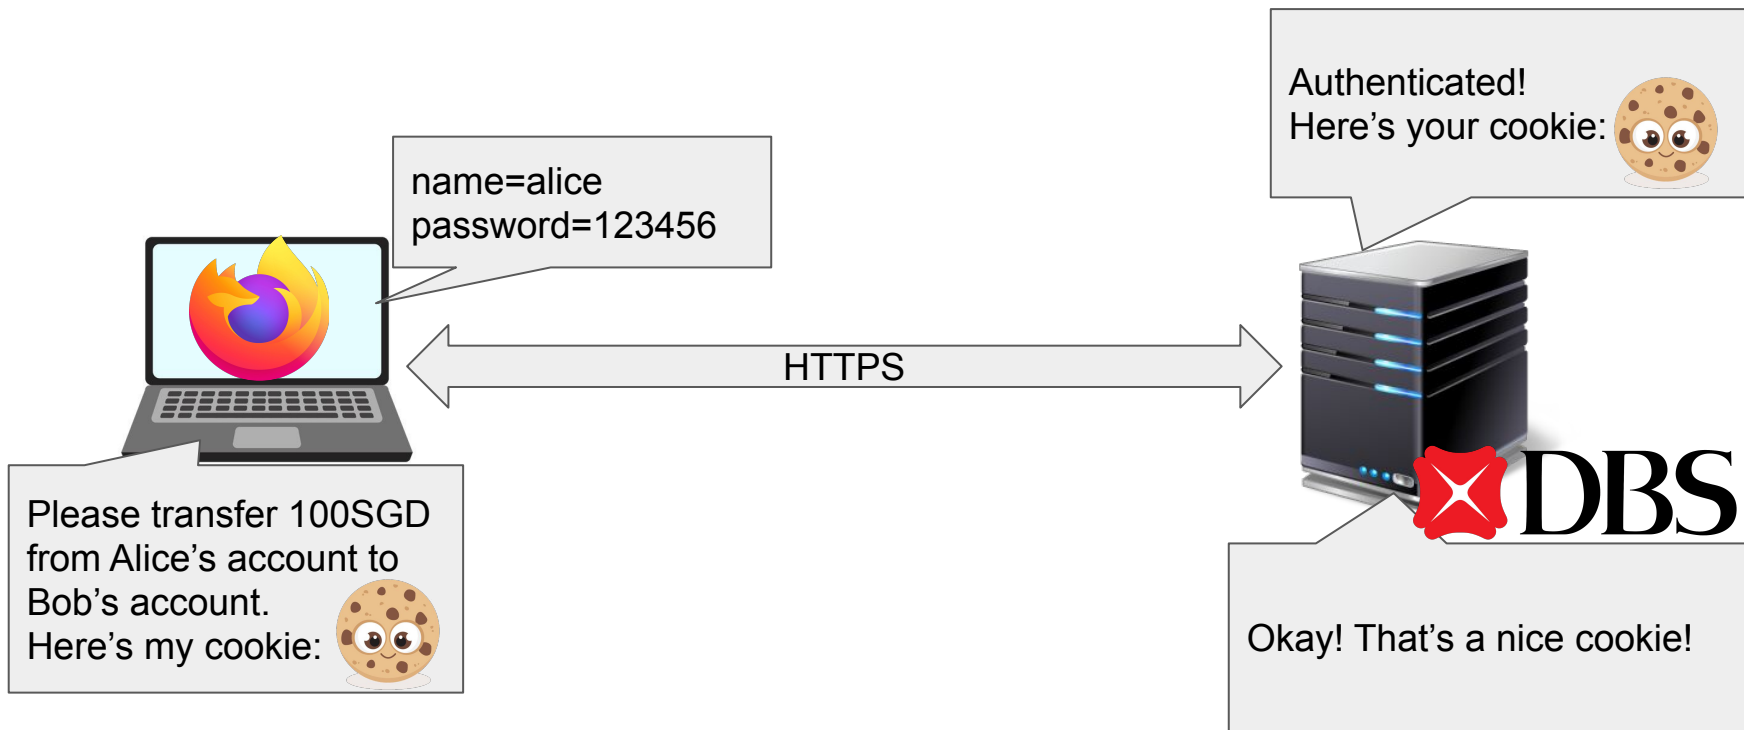 name=alice
password=123456
Authenticated!
Here’s your cookie:
HTTPS
Please transfer 100SGD
from Alice’s account to
Bob’s account.
Here’s my cookie:
DBS
Okay! That’s a nice cookie!